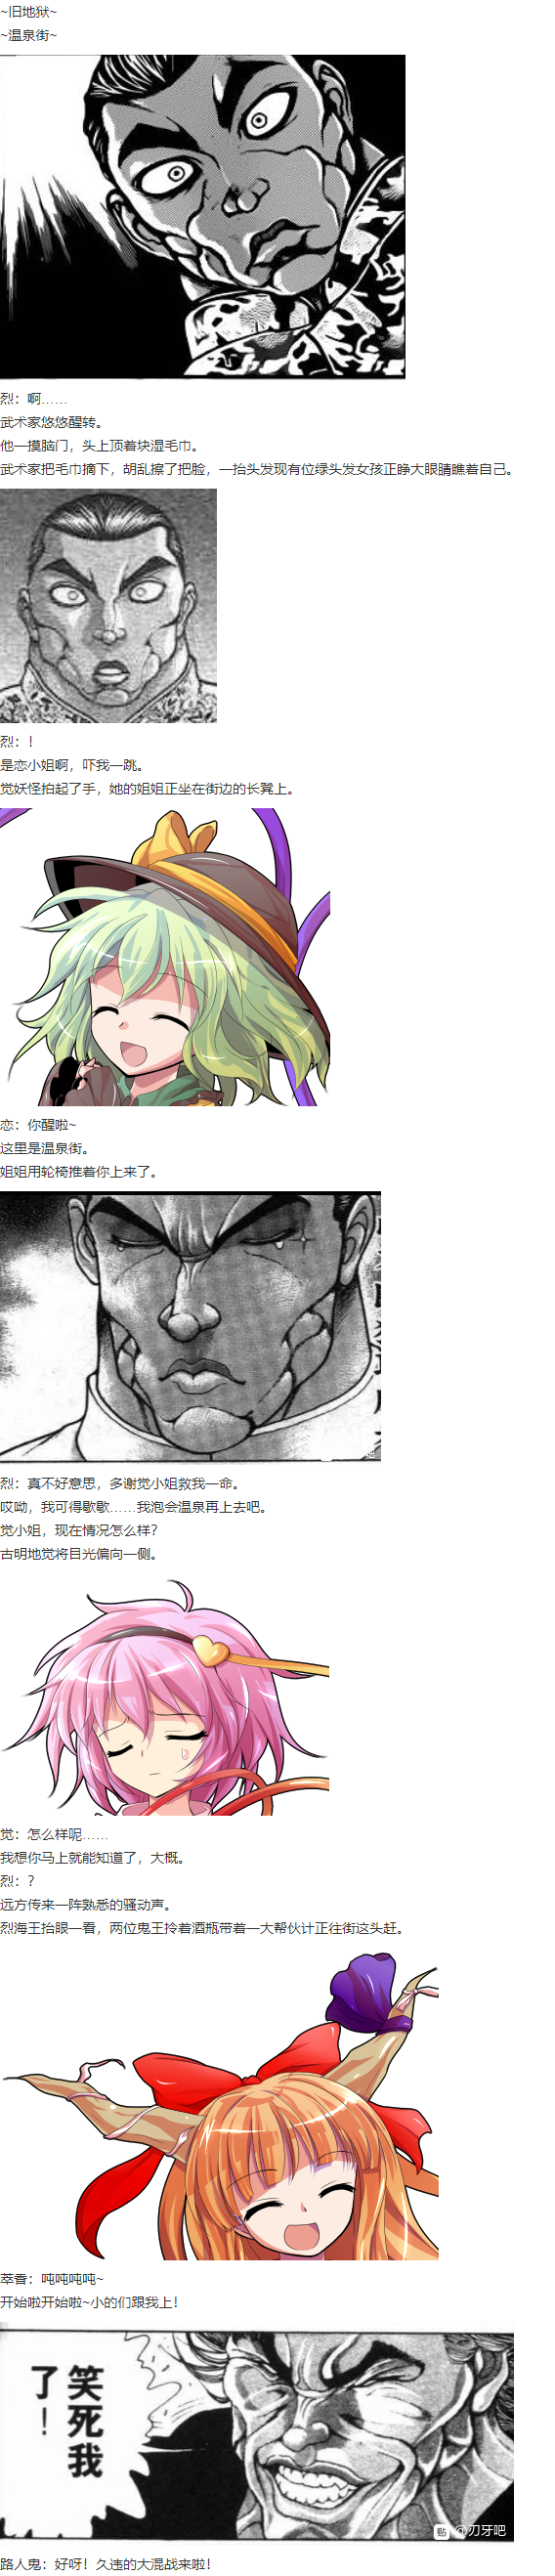 ~旧地狱~
~温泉街~
烈：啊……
武术家悠悠醒转。
他一摸脑门，头上顶着块湿毛巾。
武术家把毛巾摘下，胡乱擦了把脸，一抬头发现有位绿头发女孩正睁大眼睛瞧着自己。
烈：！
是恋小姐啊，吓我一跳。
觉妖怪拍起了手，她的姐姐正坐在街边的长凳上。
恋：你醒啦~
这里是温泉街。
姐姐用轮椅推着你上来了。
烈：真不好意思，多谢觉小姐救我一命。
哎呦，我可得歇歇……我泡会温泉再上去吧。
觉小姐，现在情况怎么样？
古明地觉将目光偏向一侧。
觉：怎么样呢……
我想你马上就能知道了，大概。
烈：？
远方传来一阵熟悉的骚动声。
烈海王抬眼一看，两位鬼王拎着酒瓶带着一大帮伙计正往街这头赶。
萃香：吨吨吨吨~
开始啦开始啦~小的们跟我上！
笑死我
了！
贴 @刃牙吧
路人鬼：好呀！久违的大混战来啦！